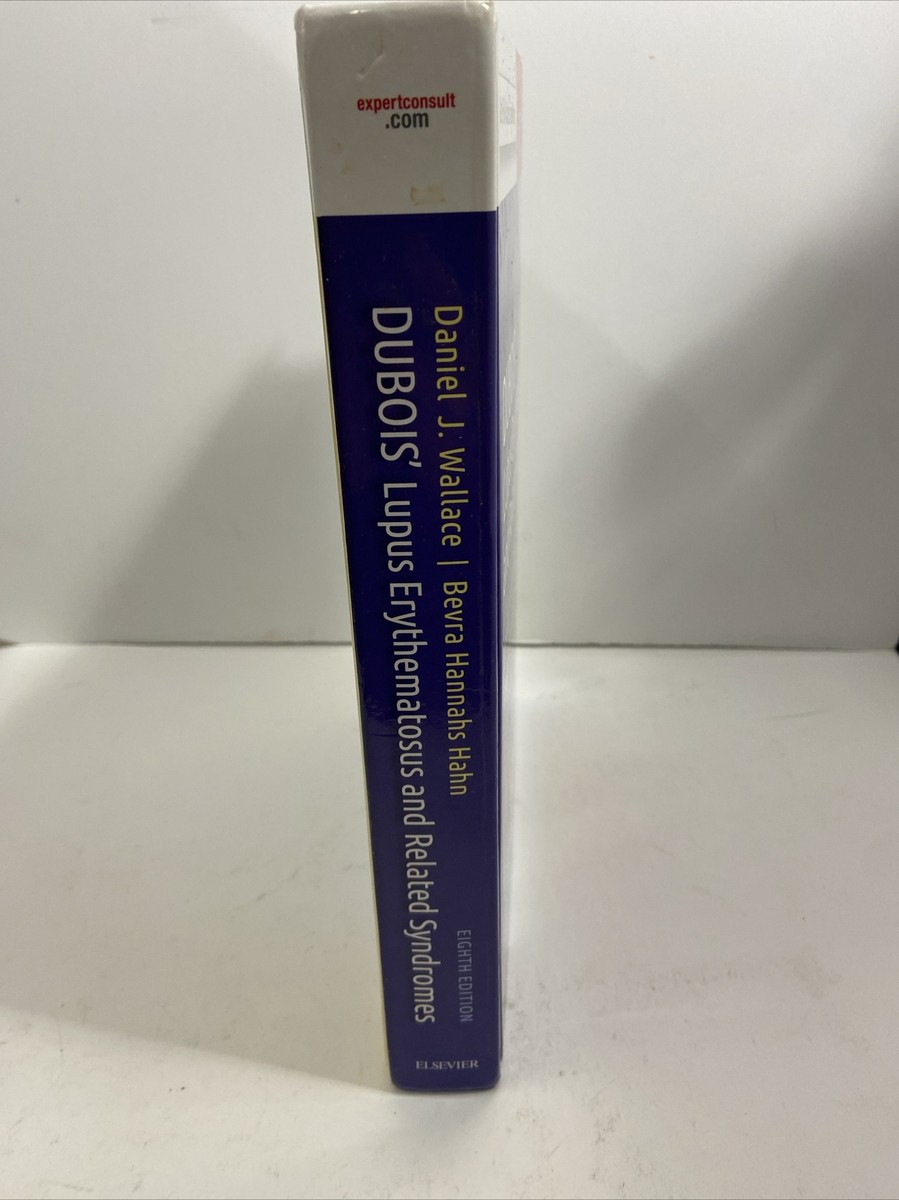 expertconsult
.com
Daniel J. Wallace | Bevra Hannahs Hahn
DUBOIS' Lupus Erythematosus and Related Syndromes
EIGHTH EDITION
ELSEVIER